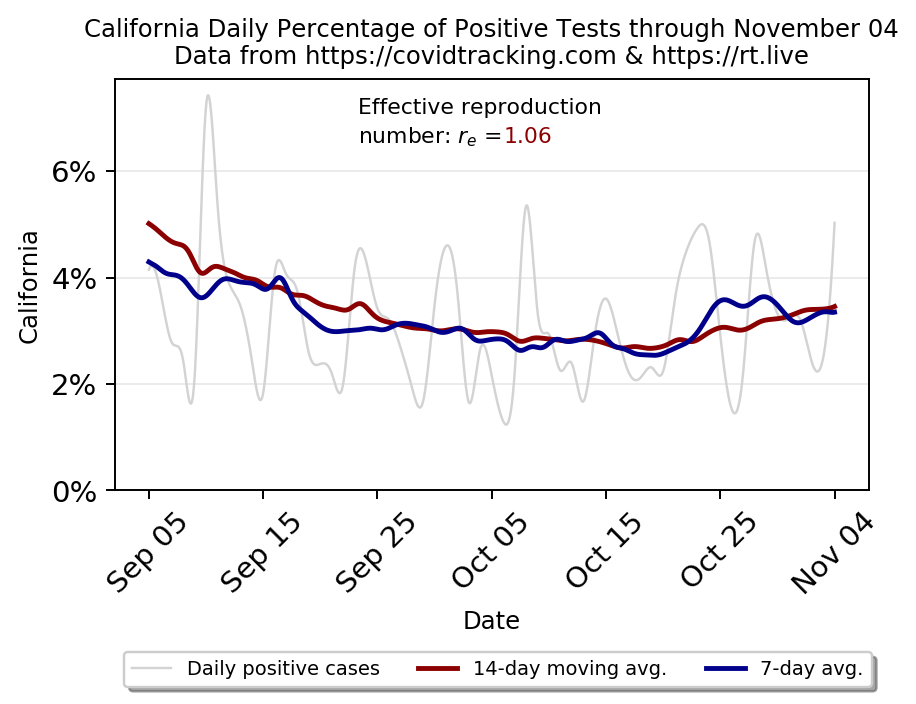 California Daily Percentage of Positive Tests through November 04
Data from https://covidtracking.com & https://rt.live
Effective reproduction
number: rₑ =1.06
California
6%
4%
2%
0%
Sep 05
Sep 15
Sep 25
Oct 05
Oct 15
Oct 25
Nov 04
Date
Daily positive cases
14-day moving avg.
7-day avg.